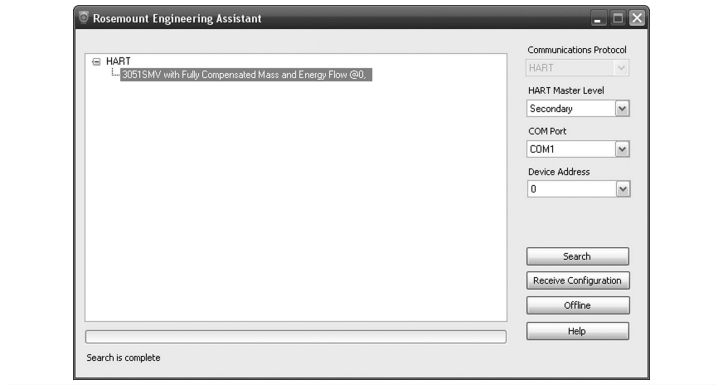 Rosemount Engineering Assistant
HART
3051SMV with Fully Compensated Mass and Energy Flow @0,
Communications Protocol
HART
HART Master Level
Secondary
COM Port
COM1
Device Address
0
Search
Receive Configuration
Offline
Help
Search is complete